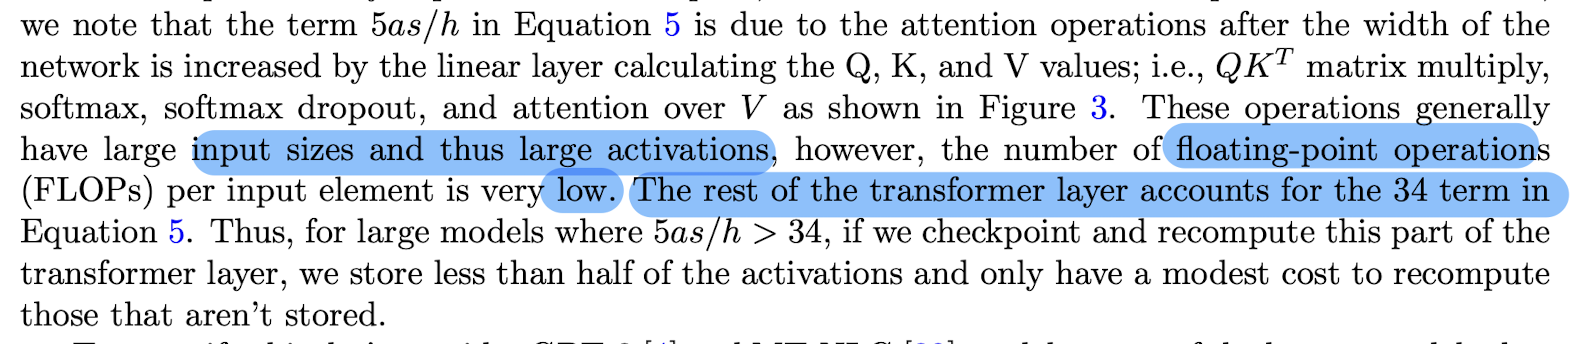 we note that the term 5as/h in Equation 5 is due to the attention operations after the width of the
network is increased by the linear layer calculating the Q, K, and V values; i.e., QK^T matrix multiply,
softmax, softmax dropout, and attention over V as shown in Figure 3. These operations generally
have large input sizes and thus large activations, however, the number of floating-point operations
(FLOPs) per input element is very low. The rest of the transformer layer accounts for the 34 term in
Equation 5. Thus, for large models where 5as/h > 34, if we checkpoint and recompute this part of the
transformer layer, we store less than half of the activations and only have a modest cost to recompute
those that aren't stored.